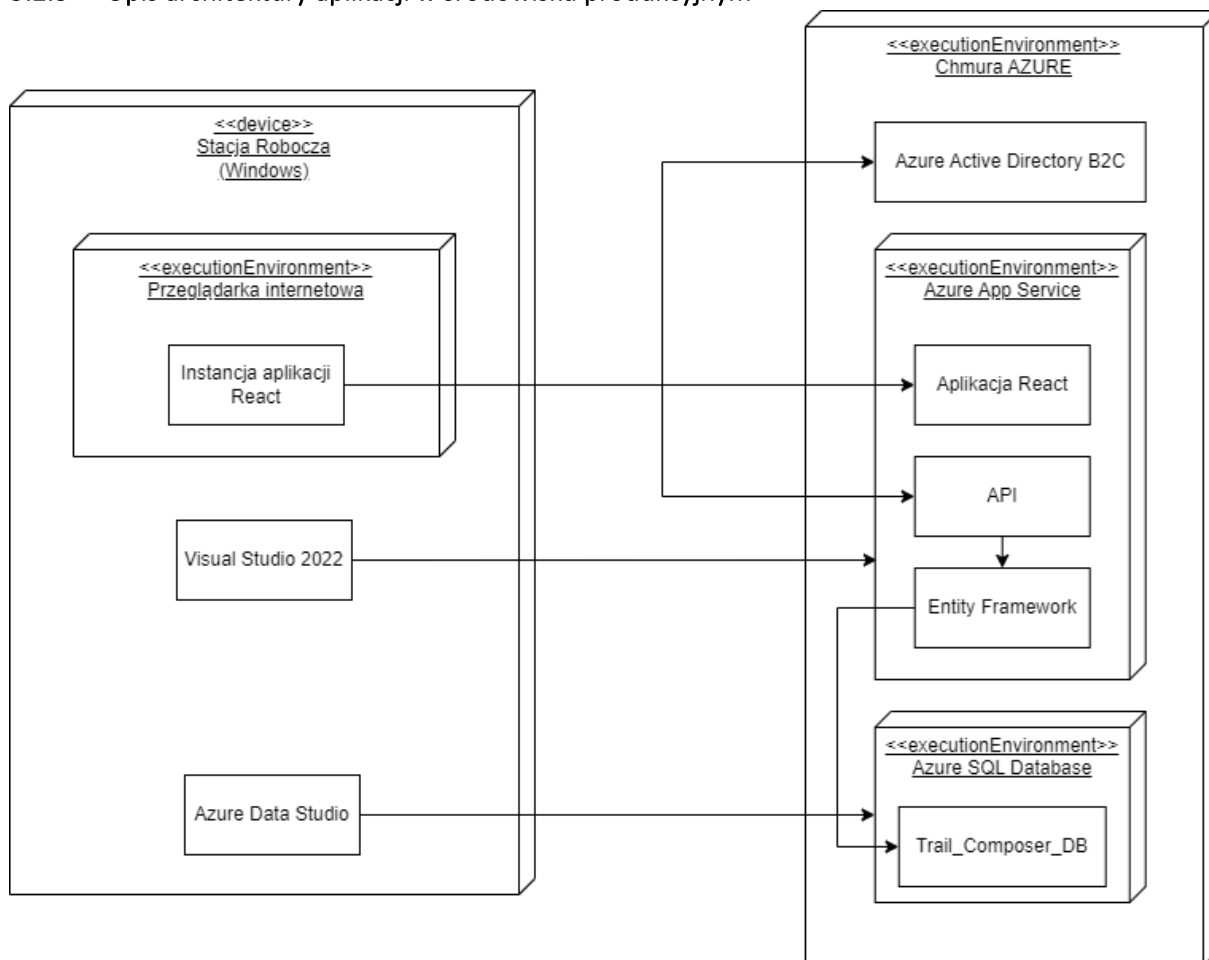 <<executionEnvironment>>
Chmura AZURE
<<device>>
Stacja Robocza
(Windows)
Azure Active Directory B2C
<<executionEnvironment>>
Przeglądarka internetowa
<<executionEnvironment>>
Azure App Service
Instancja aplikacji
React
Aplikacja React
API
Visual Studio 2022
Entity Framework
<<executionEnvironment>>
Azure SQL Database
Azure Data Studio
Trail_Composer_DB